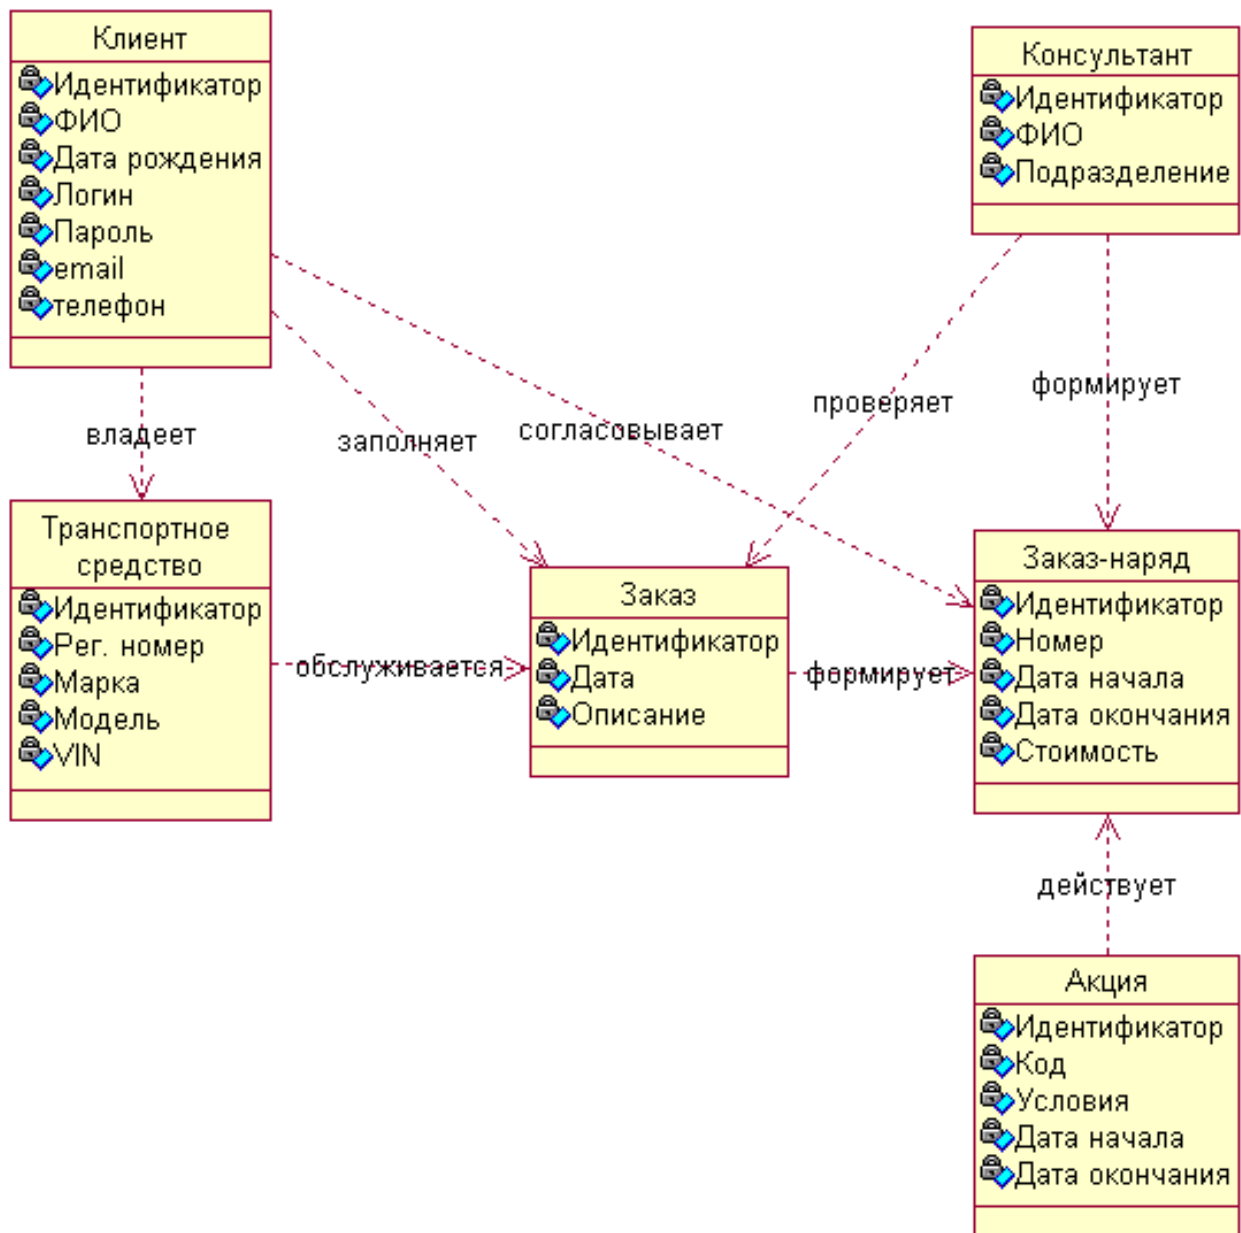 Клиент
Идентификатор
ФИО
Дата рождения
Логин
Пароль
email
телефон
Консультант
Идентификатор
ФИО
Подразделение
владеет
заполняет
согласовывает
проверяет
формирует
Транспортное
средство
Идентификатор
Рег. номер
Марка
Модель
VIN
обслуживается
Заказ
Идентификатор
Дата
Описание
формирует
Заказ-наряд
Идентификатор
Номер
Дата начала
Дата окончания
Стоимость
действует
Акция
Идентификатор
Код
Условия
Дата начала
Дата окончания